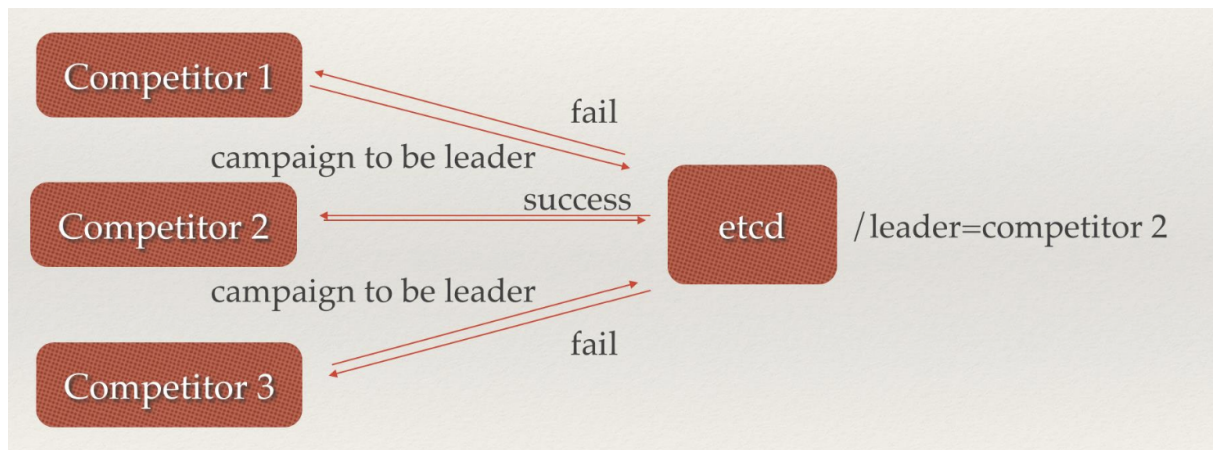 Competitor 1
fail
campaign to be leader
success
Competitor 2
etcd
/leader=competitor 2
campaign to be leader
fail
Competitor 3